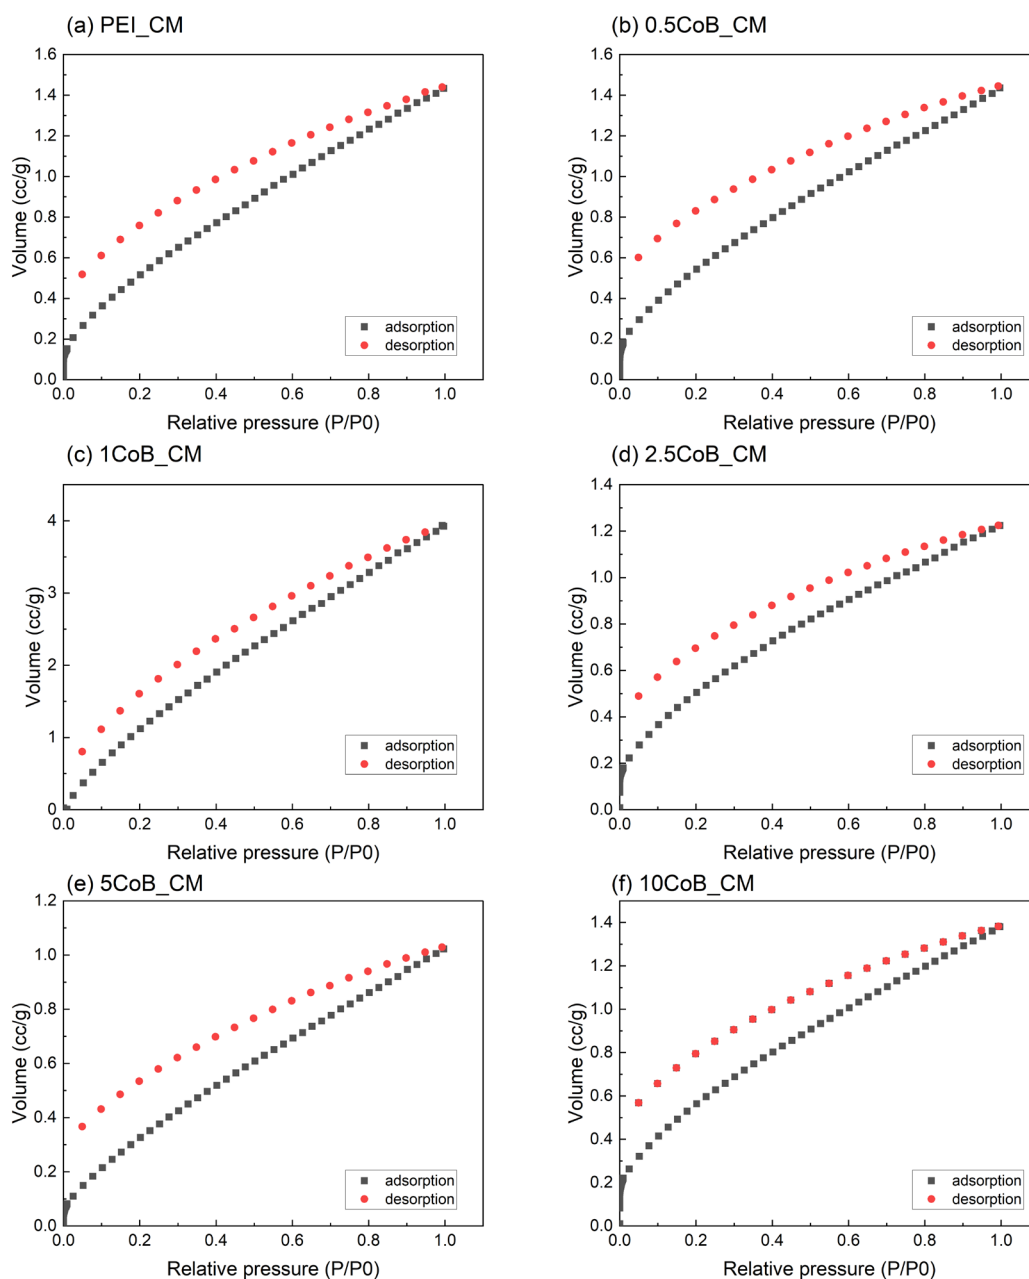 (a) PEI_CM
1.6
1.4
1.2
1.0
0.8
0.6
0.4
0.2
0.0
Volume (cc/g)
adsorption
desorption
0.0 0.2 0.4 0.6 0.8 1.0
Relative pressure (P/P0)
(b) 0.5CoB_CM
1.6
1.4
1.2
1.0
0.8
0.6
0.4
0.2
0.0
Volume (cc/g)
adsorption
desorption
0.0 0.2 0.4 0.6 0.8 1.0
Relative pressure (P/P0)
(c) 1CoB_CM
4
3
2
1
0
Volume (cc/g)
adsorption
desorption
0.0 0.2 0.4 0.6 0.8 1.0
Relative pressure (P/P0)
(d) 2.5CoB_CM
1.4
1.2
1.0
0.8
0.6
0.4
0.2
0.0
Volume (cc/g)
adsorption
desorption
0.0 0.2 0.4 0.6 0.8 1.0
Relative pressure (P/P0)
(e) 5CoB_CM
1.2
1.0
0.8
0.6
0.4
0.2
0.0
Volume (cc/g)
adsorption
desorption
0.0 0.2 0.4 0.6 0.8 1.0
Relative pressure (P/P0)
(f) 10CoB_CM
1.4
1.2
1.0
0.8
0.6
0.4
0.2
0.0
Volume (cc/g)
adsorption
desorption
0.0 0.2 0.4 0.6 0.8 1.0
Relative pressure (P/P0)